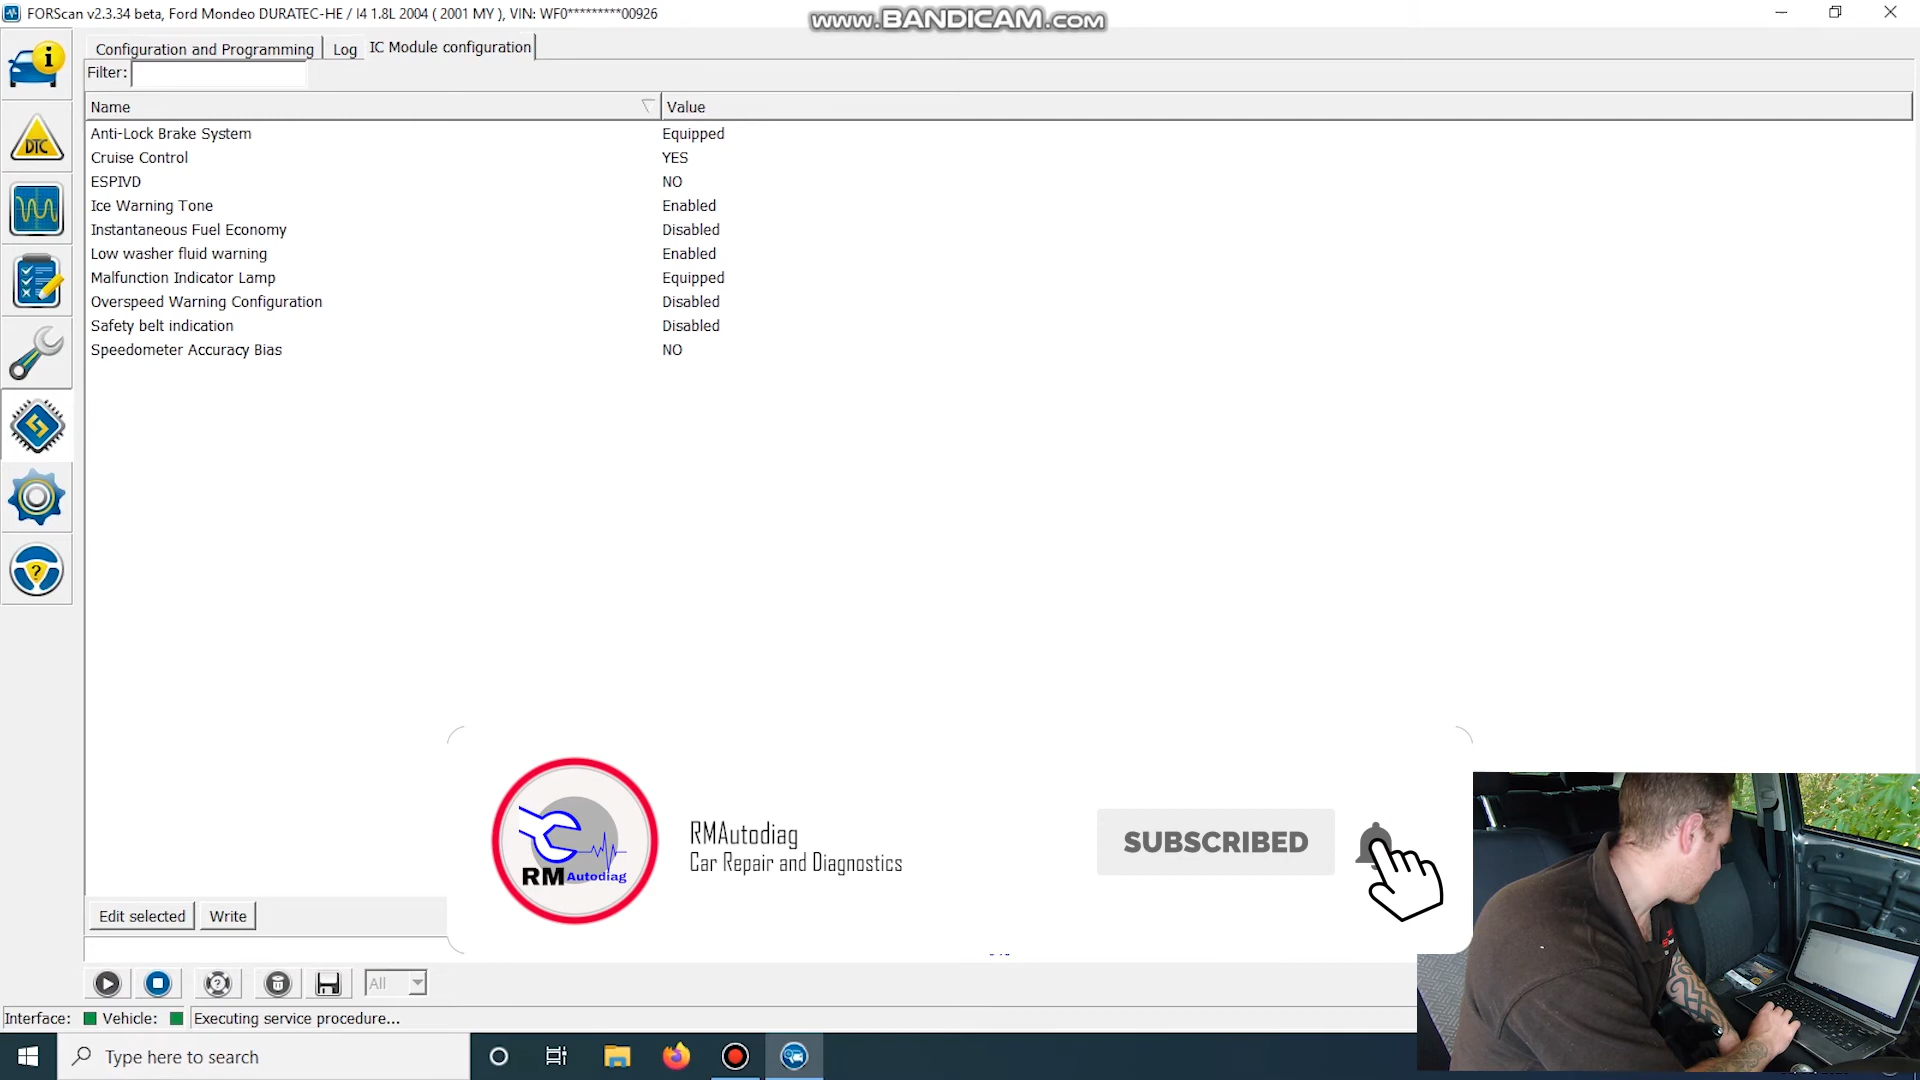 FORScan v2.3.34 beta, Ford Mondeo DURATEC-HE / I4 1.8L 2004 ( 2001 MY ), VIN: WF0*********00926
www.BANDICAM.com
Configuration and Programming
Log
IC Module configuration
Filter:
Name
Value
Anti-Lock Brake System
Equipped
Cruise Control
YES
ESPIVD
NO
Ice Warning Tone
Enabled
Instantaneous Fuel Economy
Disabled
Low washer fluid warning
Enabled
Malfunction Indicator Lamp
Equipped
Overspeed Warning Configuration
Disabled
Safety belt indication
Disabled
Speedometer Accuracy Bias
NO
i
DTC
?
RM Autodiag
RMAutodiag
Car Repair and Diagnostics
SUBSCRIBED
Edit selected
Write
?
All
Interface:
Vehicle:
Executing service procedure...
Type here to search